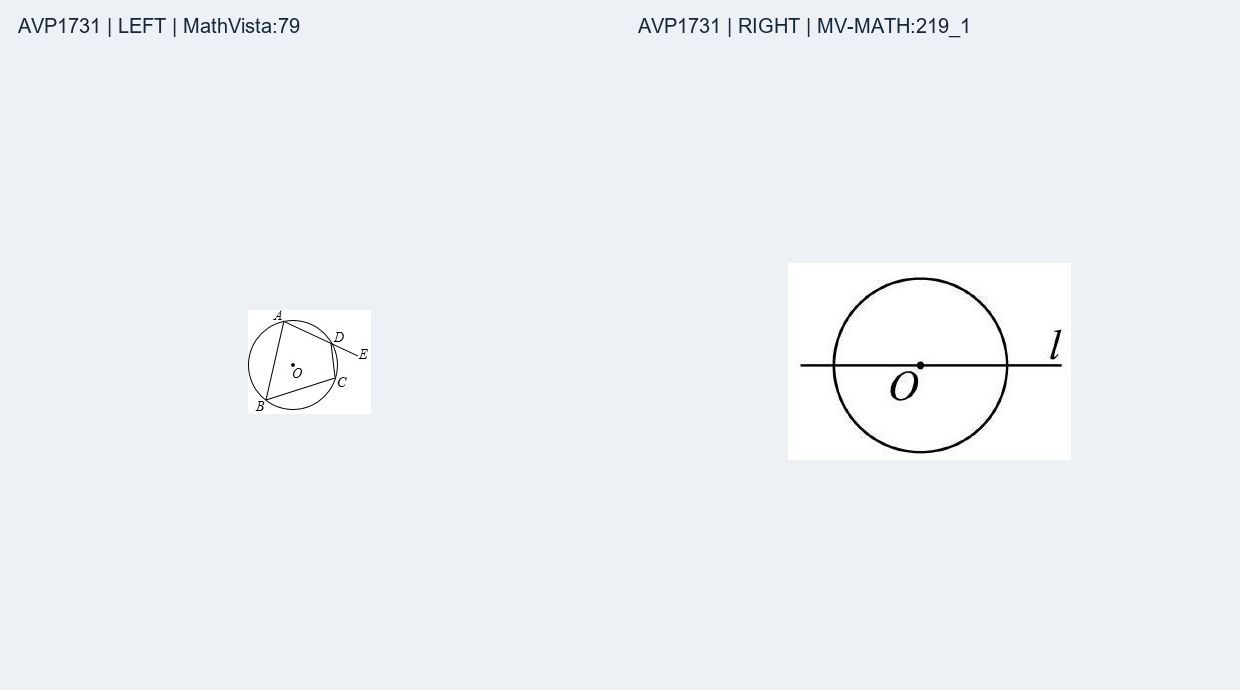 AVP1731 | LEFT | MathVista:79
AVP1731 | RIGHT | MV-MATH:219_1
A
D
E
O
C
B
l
O